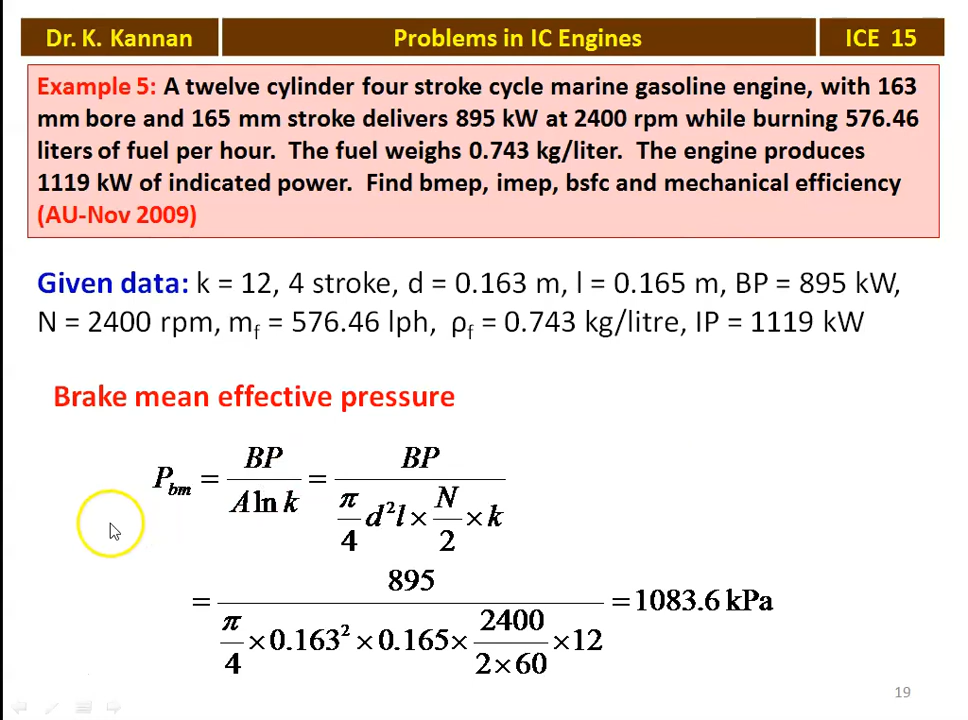 Dr. K. Kannan
Problems in IC Engines
ICE 15
Example 5: A twelve cylinder four stroke cycle marine gasoline engine, with 163
mm bore and 165 mm stroke delivers 895 kW at 2400 rpm while burning 576.46
liters of fuel per hour. The fuel weighs 0.743 kg/liter. The engine produces
1119 kW of indicated power. Find bmep, imep, bsfc and mechanical efficiency
(AU-Nov 2009)
Given data: k = 12, 4 stroke, d = 0.163 m, l = 0.165 m, BP = 895 kW,
N = 2400 rpm, m_f = 576.46 lph, ρ_f = 0.743 kg/litre, IP = 1119 kW
Brake mean effective pressure
P_bm = BP / (A ln k) = BP / (π/4 d² l × N/2 × k)
= 895 / (π/4 × 0.163² × 0.165 × 2400/(2 × 60) × 12) = 1083.6 kPa
19